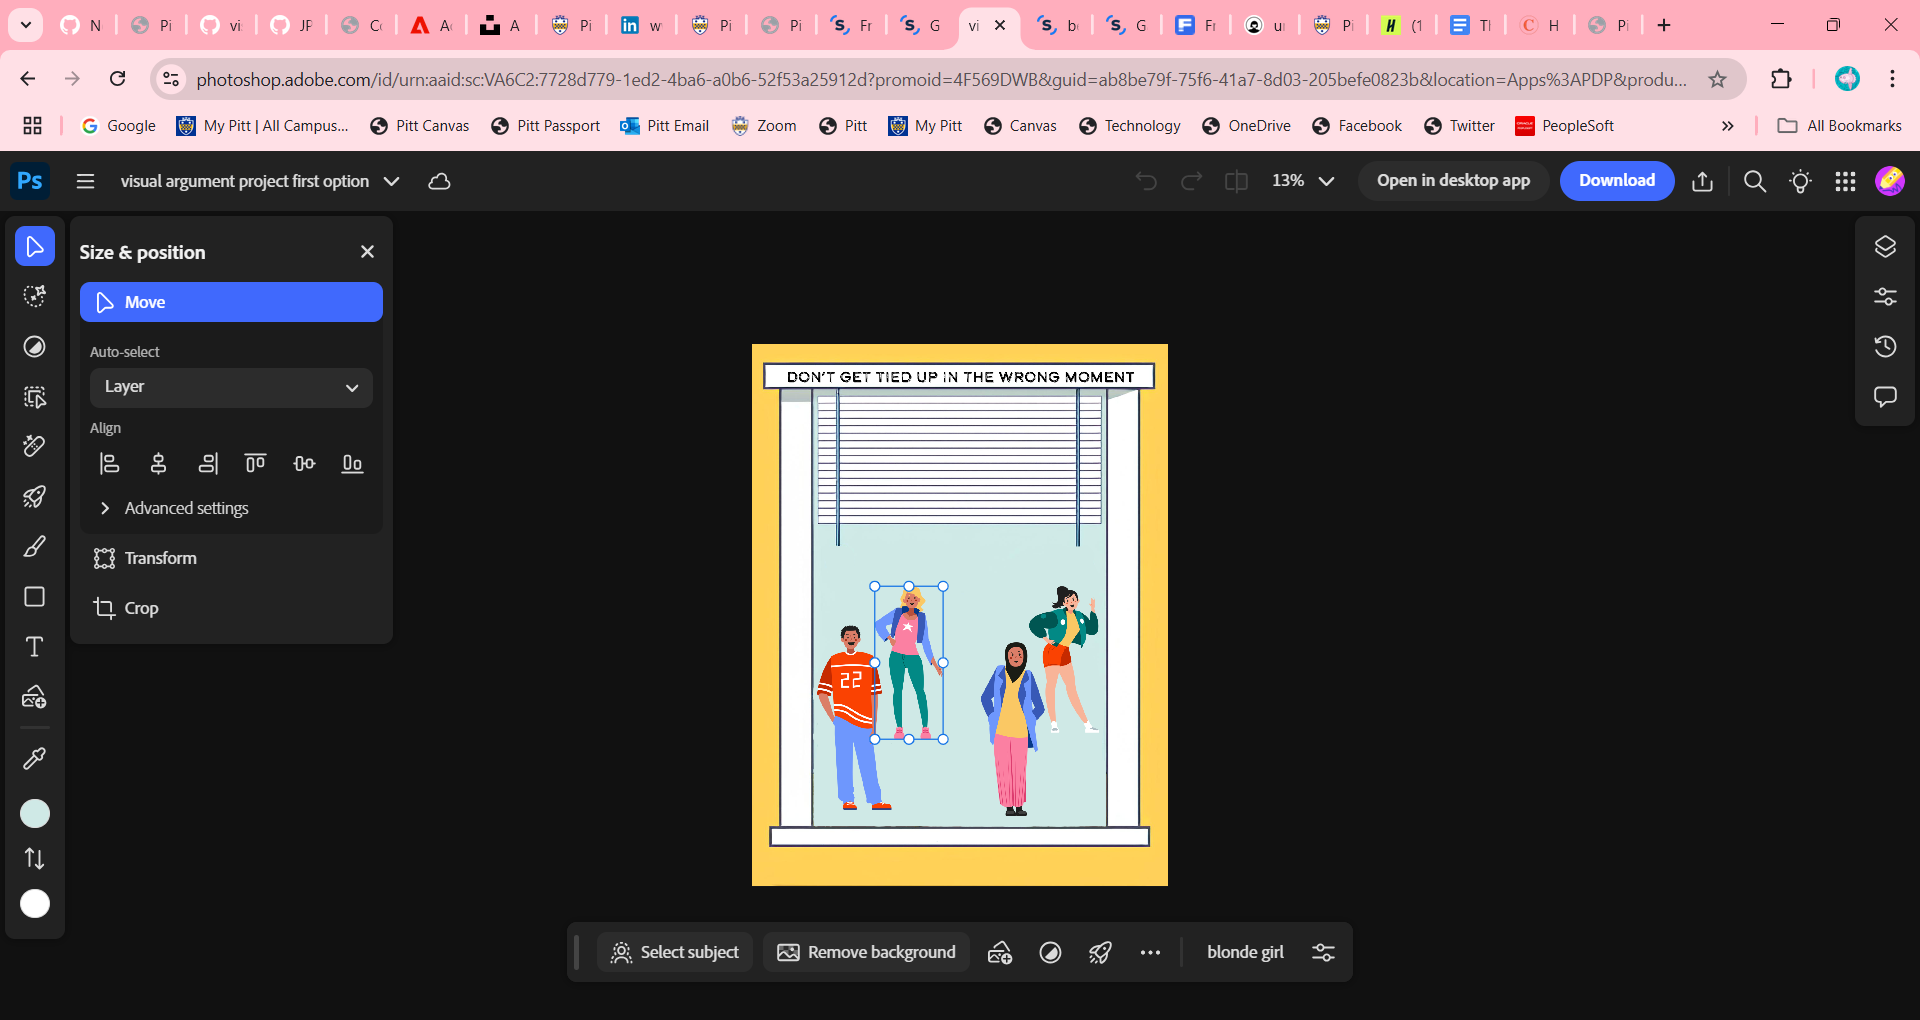 N
Pi
vi
JP
Co
Ac
A
Pi
w
Pi
Pi
Fr
G
vi
be
G
Fr
u
Pi
(1
Tl
H
Pi
photoshop.adobe.com/id/urn:aaid:sc:VA6C2:7728d779-1ed2-4ba6-a0b6-52f53a25912d?promoid=4F569DWB&guid=ab8be79f-75f6-41a7-8d03-205befe0823b&location=Apps%3APDP&produ...
Google My Pitt | All Campus... Pitt Canvas Pitt Passport Pitt Email Zoom Pitt My Pitt Canvas Technology OneDrive Facebook Twitter PeopleSoft » All Bookmarks
Ps visual argument project first option 13% Open in desktop app Download
Size & position
Move
Auto-select
Layer
Align
Advanced settings
Transform
Crop
DON'T GET TIED UP IN THE WRONG MOMENT
22
Select subject Remove background blonde girl